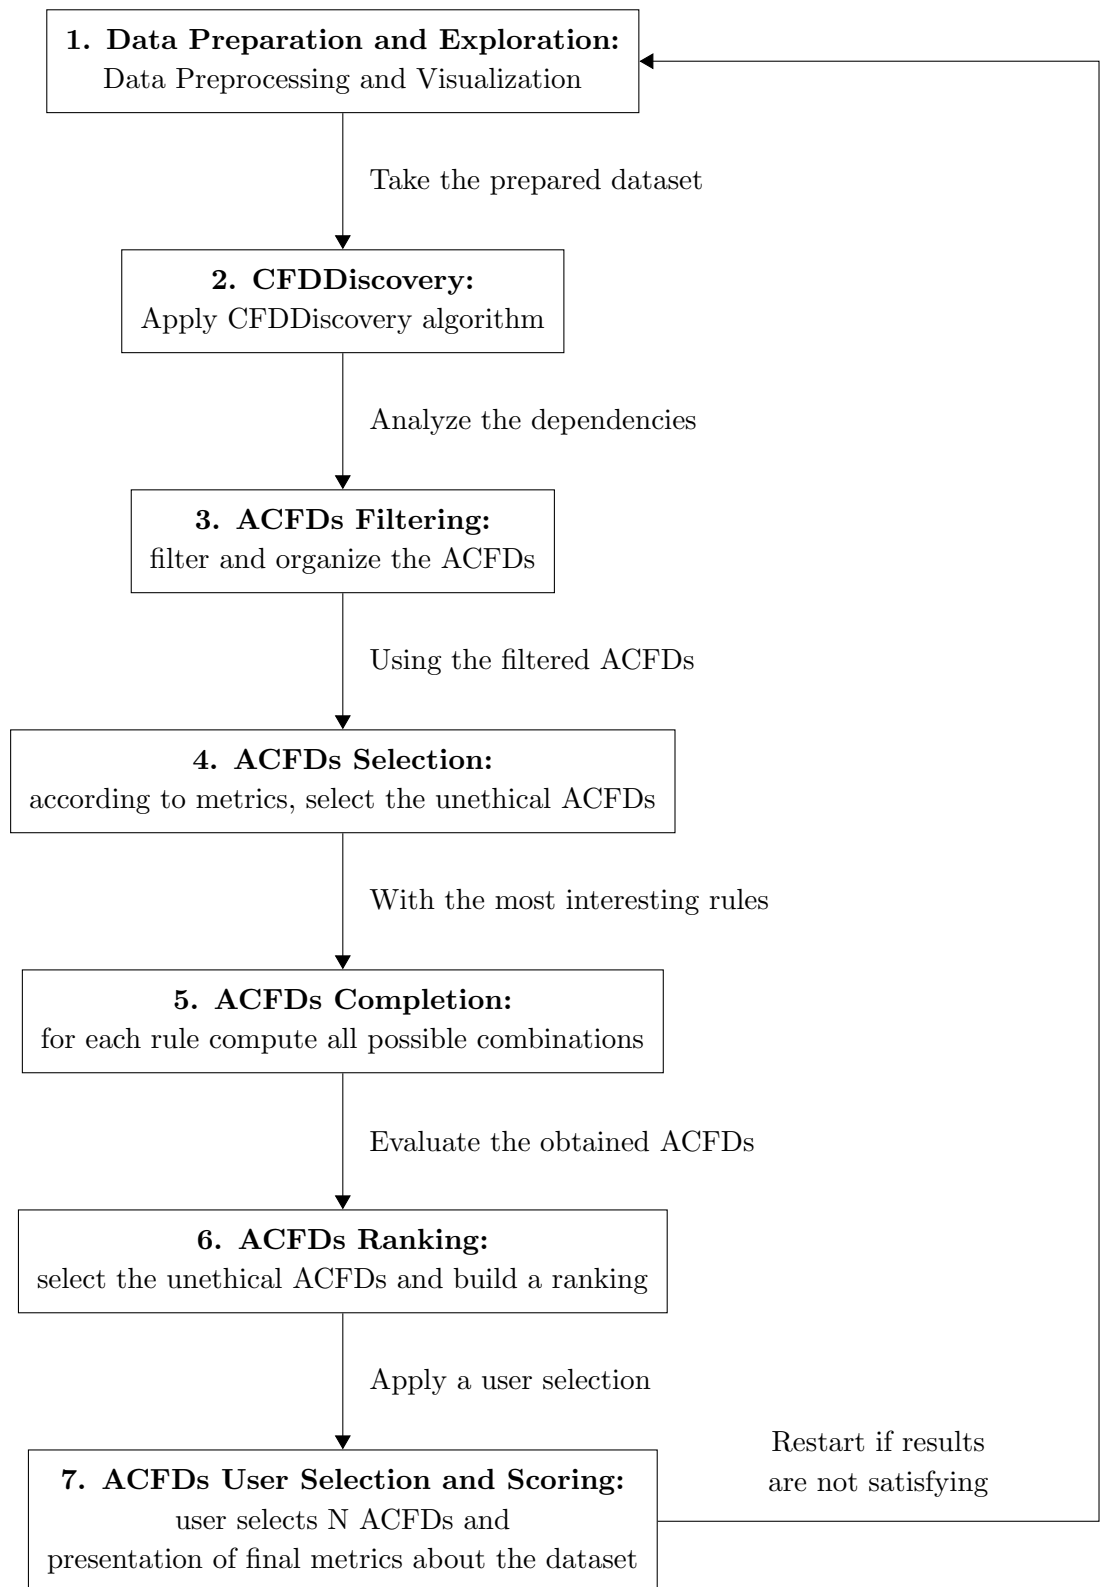 1. Data Preparation and Exploration:
Data Preprocessing and Visualization
Take the prepared dataset
2. CFDDiscovery:
Apply CFDDiscovery algorithm
Analyze the dependencies
3. ACFDs Filtering:
filter and organize the ACFDs
Using the filtered ACFDs
4. ACFDs Selection:
according to metrics, select the unethical ACFDs
With the most interesting rules
5. ACFDs Completion:
for each rule compute all possible combinations
Evaluate the obtained ACFDs
6. ACFDs Ranking:
select the unethical ACFDs and build a ranking
Apply a user selection
7. ACFDs User Selection and Scoring:
user selects N ACFDs and
presentation of final metrics about the dataset
Restart if results
are not satisfying